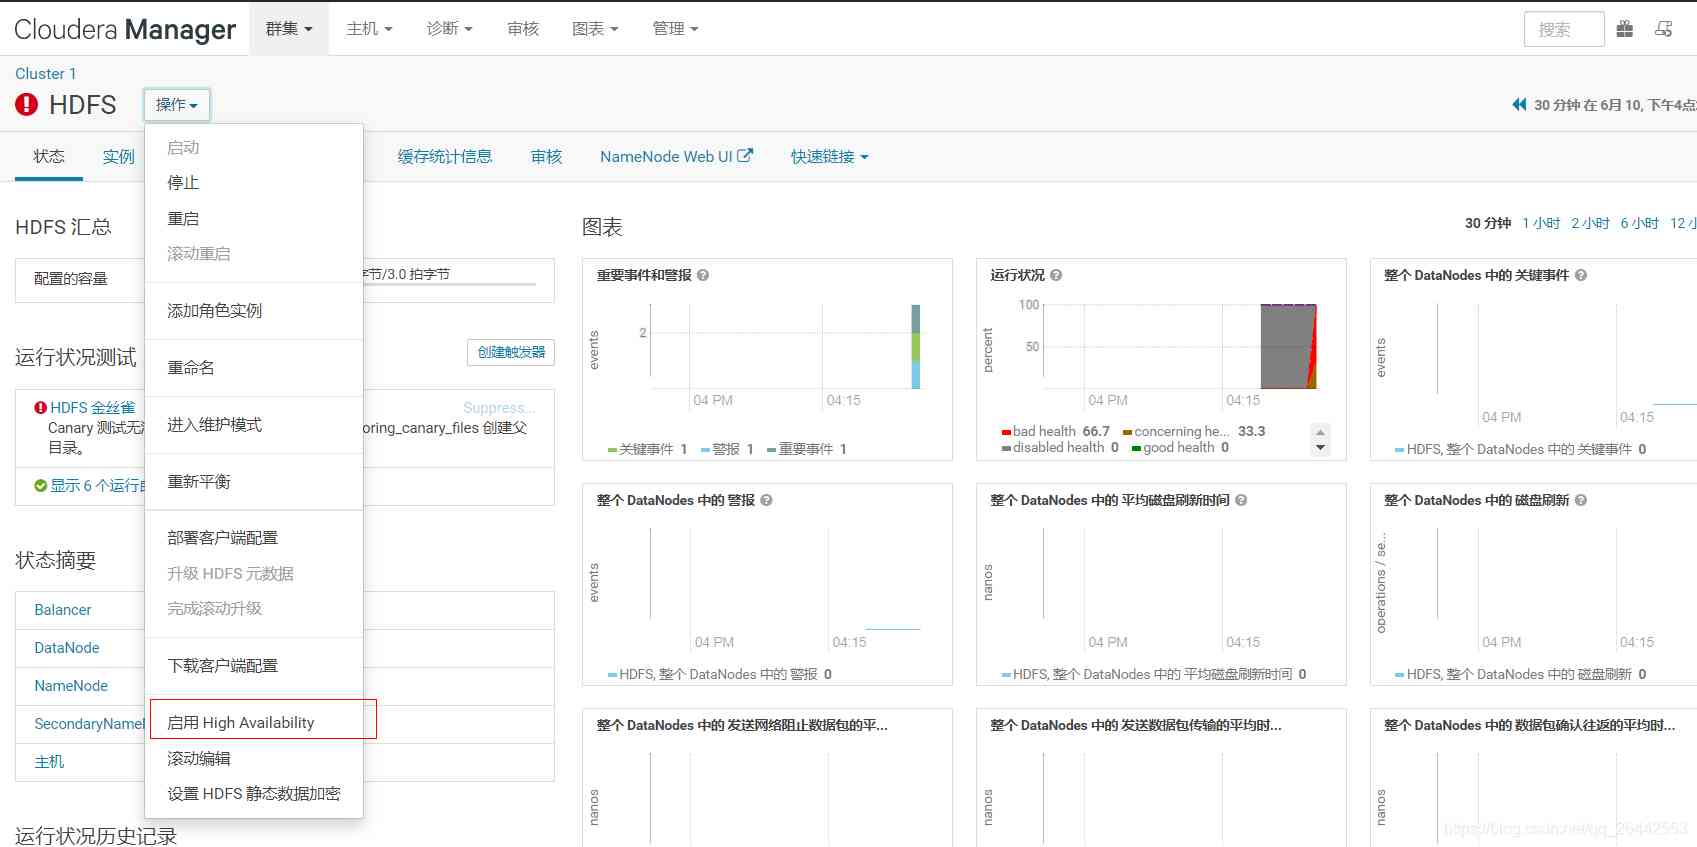 Cloudera Manager
群集
主机
诊断
审核
图表
管理
搜索
Cluster 1
HDFS
操作
30 分钟 在 6月 10, 下午4点
状态
实例
缓存统计信息
审核
NameNode Web UI
快速链接
启动
停止
重启
滚动重启
添加角色实例
重命名
进入维护模式
重新平衡
部署客户端配置
升级 HDFS 元数据
完成滚动升级
下载客户端配置
启用 High Availability
滚动编辑
设置 HDFS 静态数据加密
HDFS 汇总
配置的容量
字节/3.0 拍字节
运行状况测试
创建触发器
HDFS 金丝雀
Suppress...
Canary 测试无
oring_canary_files 创建父
目录。
显示 6 个运行
状态摘要
Balancer
DataNode
NameNode
SecondaryName
主机
运行状况历史记录
图表
30 分钟 1 小时 2 小时 6 小时 12 小
重要事件和警报
events
2
04 PM 04:15
关键事件 1 警报 1 重要事件 1
运行状况
percent
100
50
04 PM 04:15
bad health 66.7 concerning he... 33.3
disabled health 0 good health 0
整个 DataNodes 中的 关键事件
events
04 PM 04:15
HDFS, 整个 DataNodes 中的 关键事件 0
整个 DataNodes 中的 警报
events
04 PM 04:15
HDFS, 整个 DataNodes 中的 警报 0
整个 DataNodes 中的 平均磁盘刷新时间
nanos
04 PM 04:15
HDFS, 整个 DataNodes 中的 平均磁盘刷新时间 0
整个 DataNodes 中的 磁盘刷新
operations / se...
04 PM 04:15
HDFS, 整个 DataNodes 中的 磁盘刷新 0
整个 DataNodes 中的 发送网络阻止数据包的平...
nanos
整个 DataNodes 中的 发送数据包传输的平均时...
nanos
整个 DataNodes 中的 数据包确认往返的平均时...
nanos
https://blog.csdn.net/qq_26442553